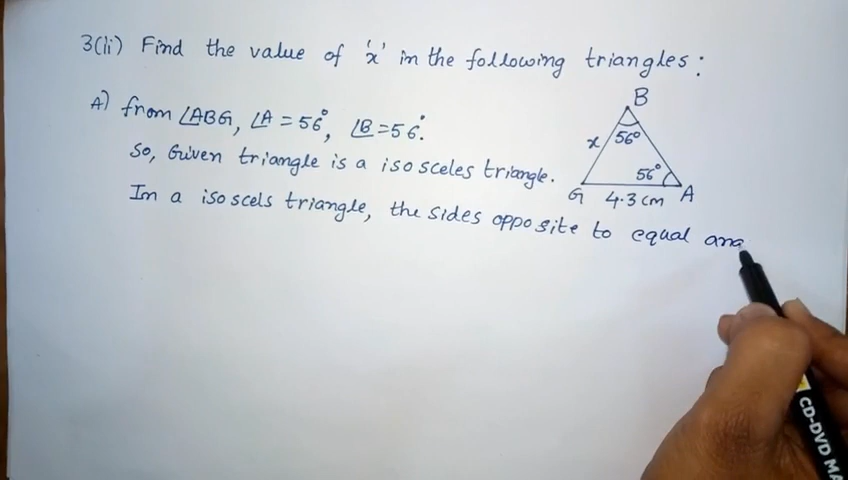 3(ii) Find the value of 'x' in the following triangles:
A) from ∠ABG, ∠A = 56°, ∠B = 56°.
So, Given triangle is a isosceles triangle.
In a isoscels triangle, the sides opposite to equal ang
B
x 56°
56°
G 4.3 cm A
CD-DVD MA